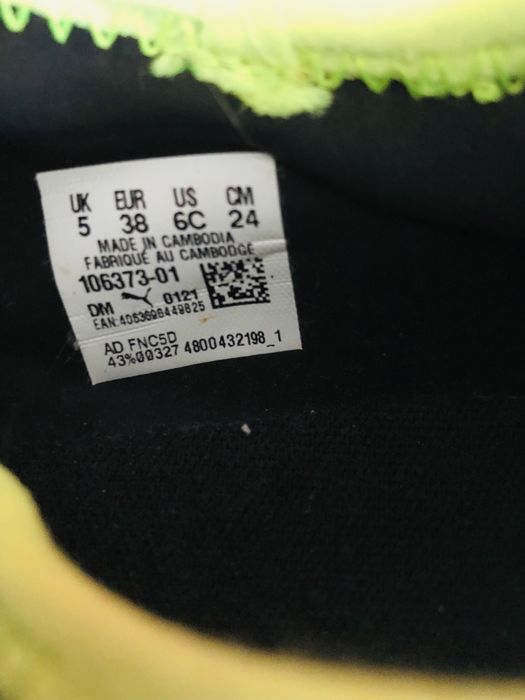 UK EUR US CM
5 38 6C 24
MADE IN CAMBODIA
FABRIQUÉ AU CAMBODGE
106373-01
DM 0121
EAN:4063696449825
AD FNC5D
43%00327 4800432198_1